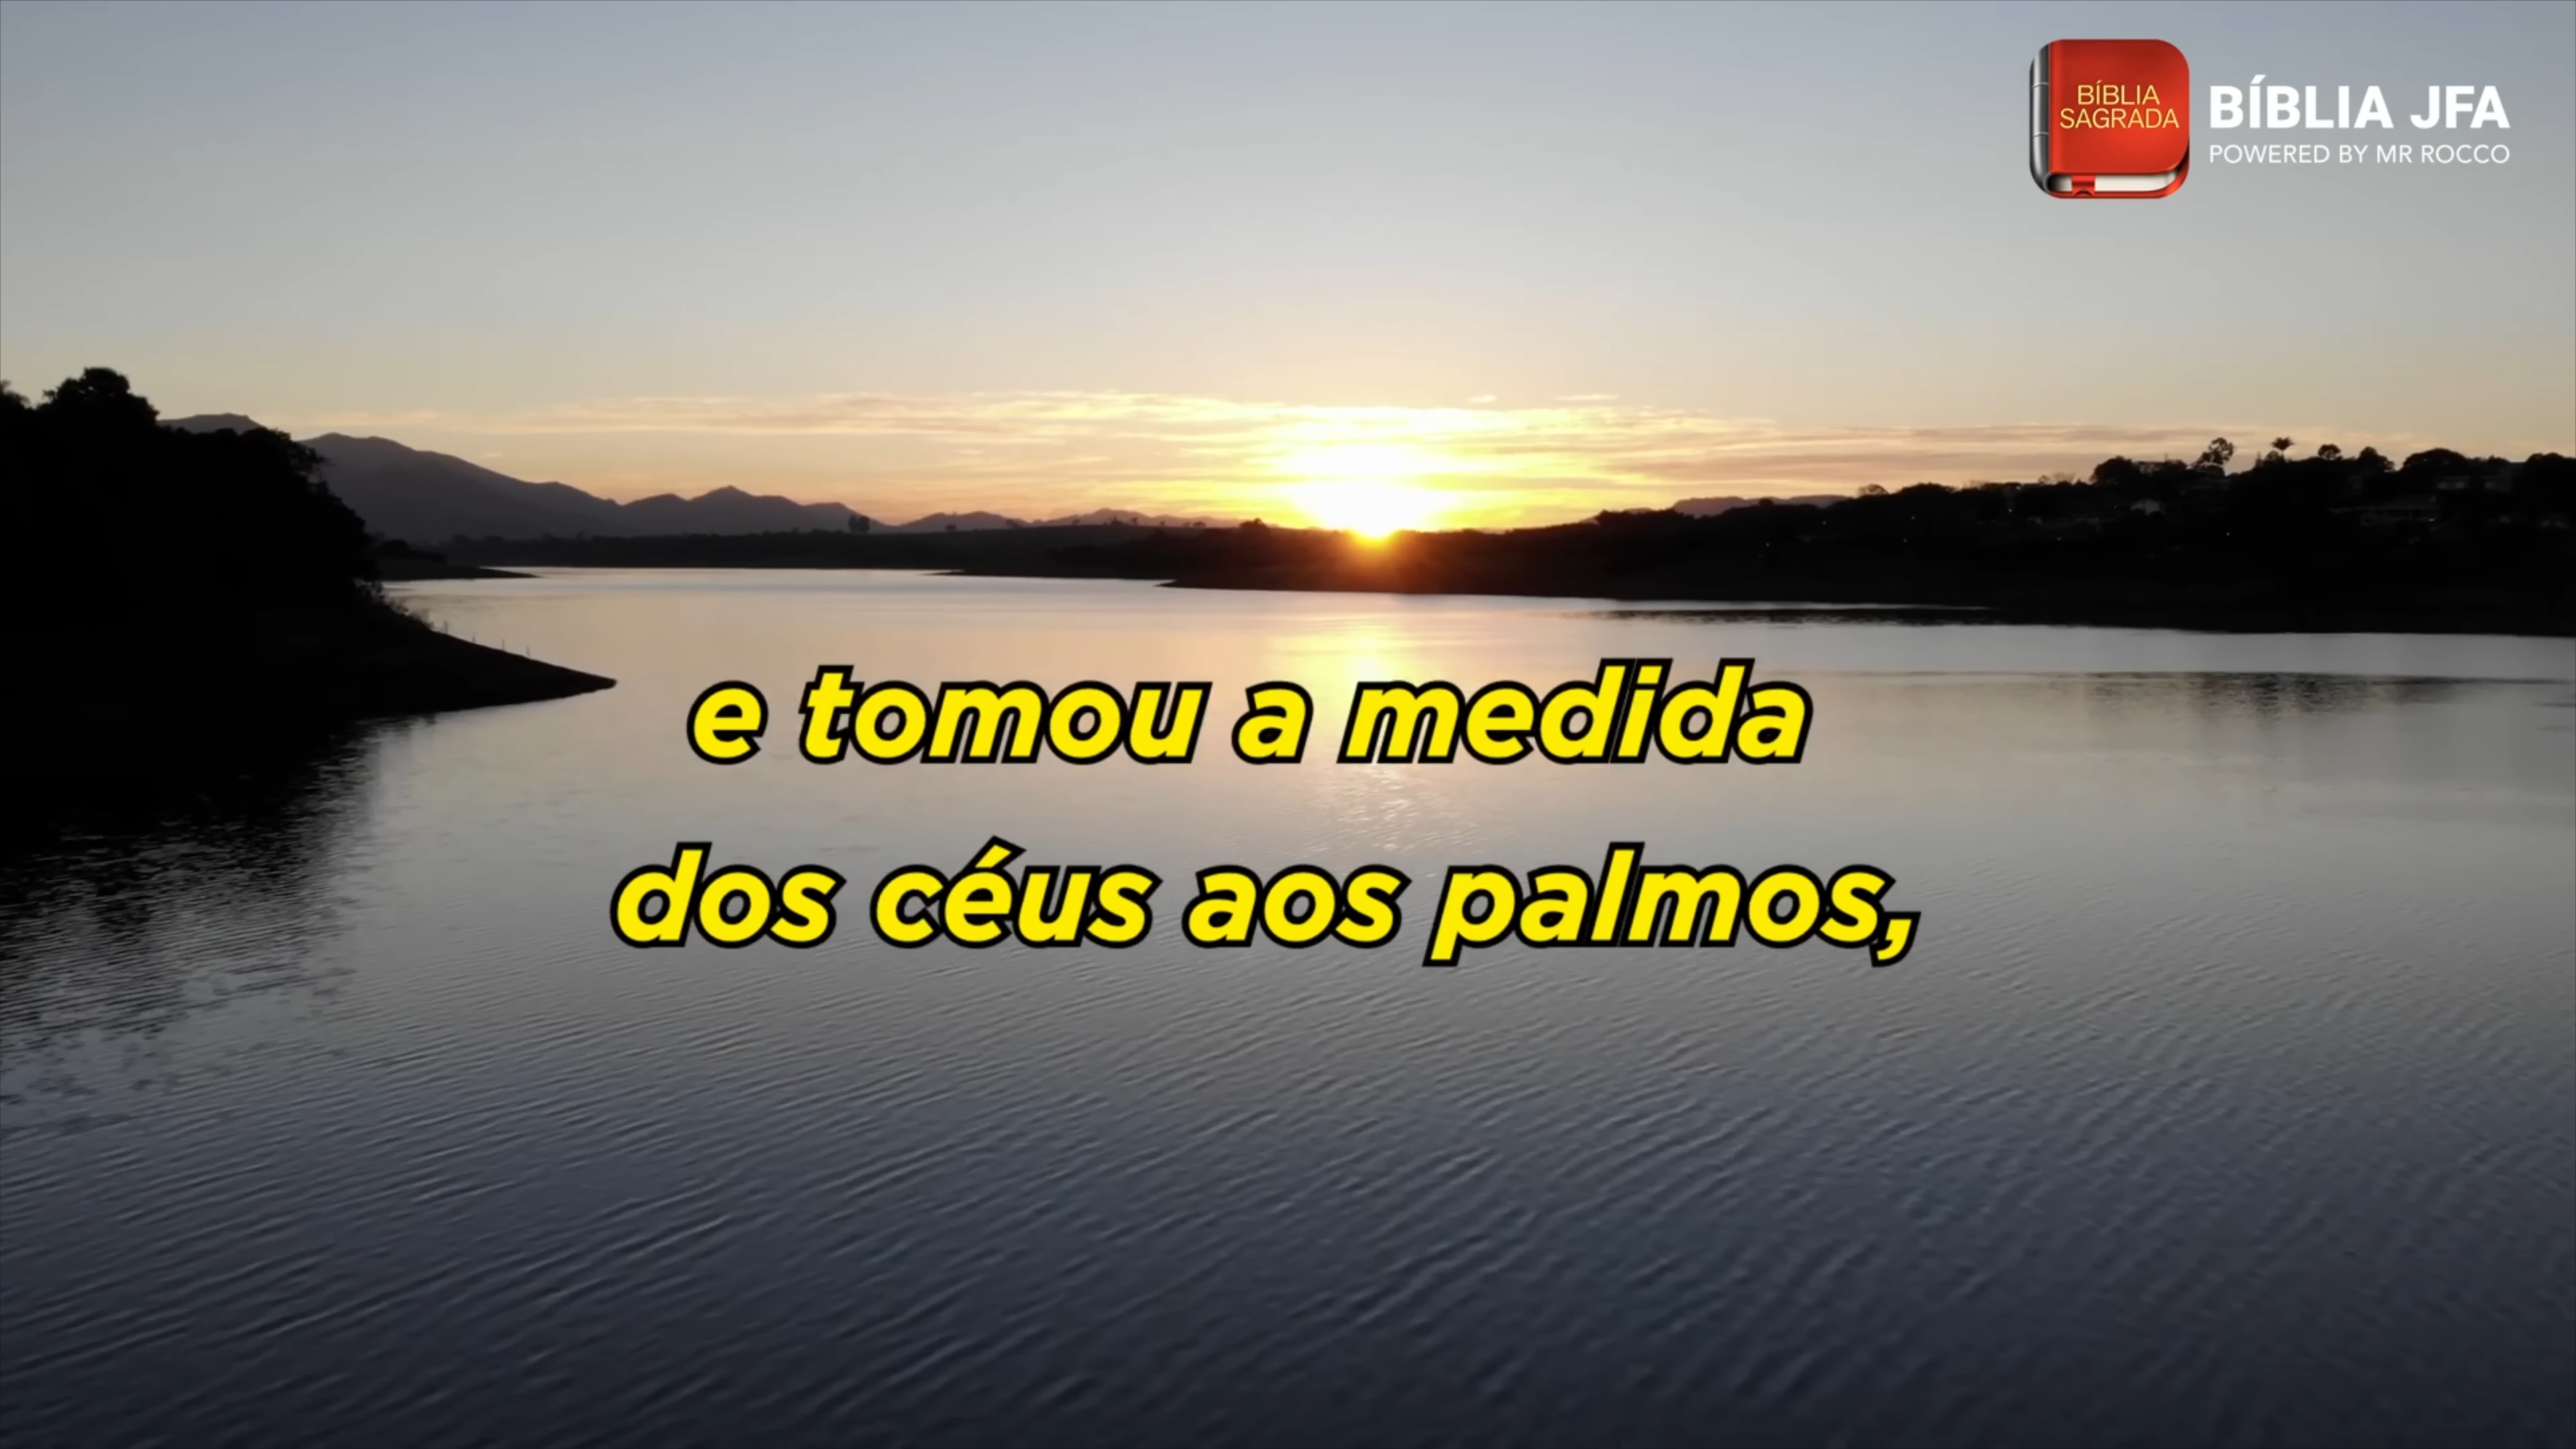 BÍBLIA
SAGRADA
BÍBLIA JFA
POWERED BY MR ROCCO
e tomou a medida
dos céus aos palmos,